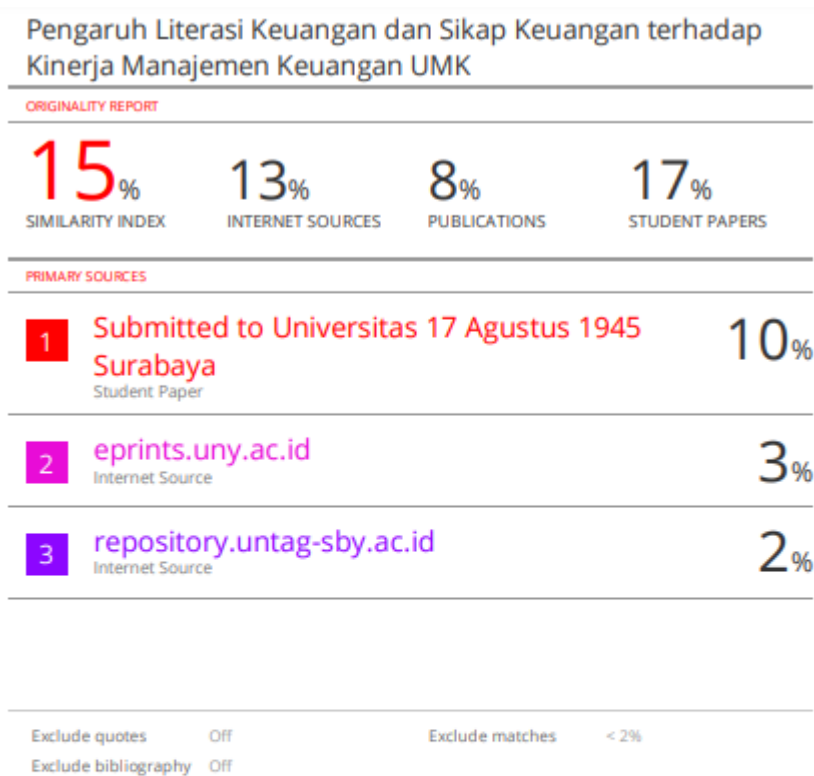 Pengaruh Literasi Keuangan dan Sikap Keuangan terhadap
Kinerja Manajemen Keuangan UMK
ORIGINALITY REPORT
15% 13% 8% 17%
SIMILARITY INDEX INTERNET SOURCES PUBLICATIONS STUDENT PAPERS
PRIMARY SOURCES
1 Submitted to Universitas 17 Agustus 1945 10%
Surabaya
Student Paper
2 eprints.uny.ac.id 3%
Internet Source
3 repository.untag-sby.ac.id 2%
Internet Source
Exclude quotes Off Exclude matches < 2%
Exclude bibliography Off